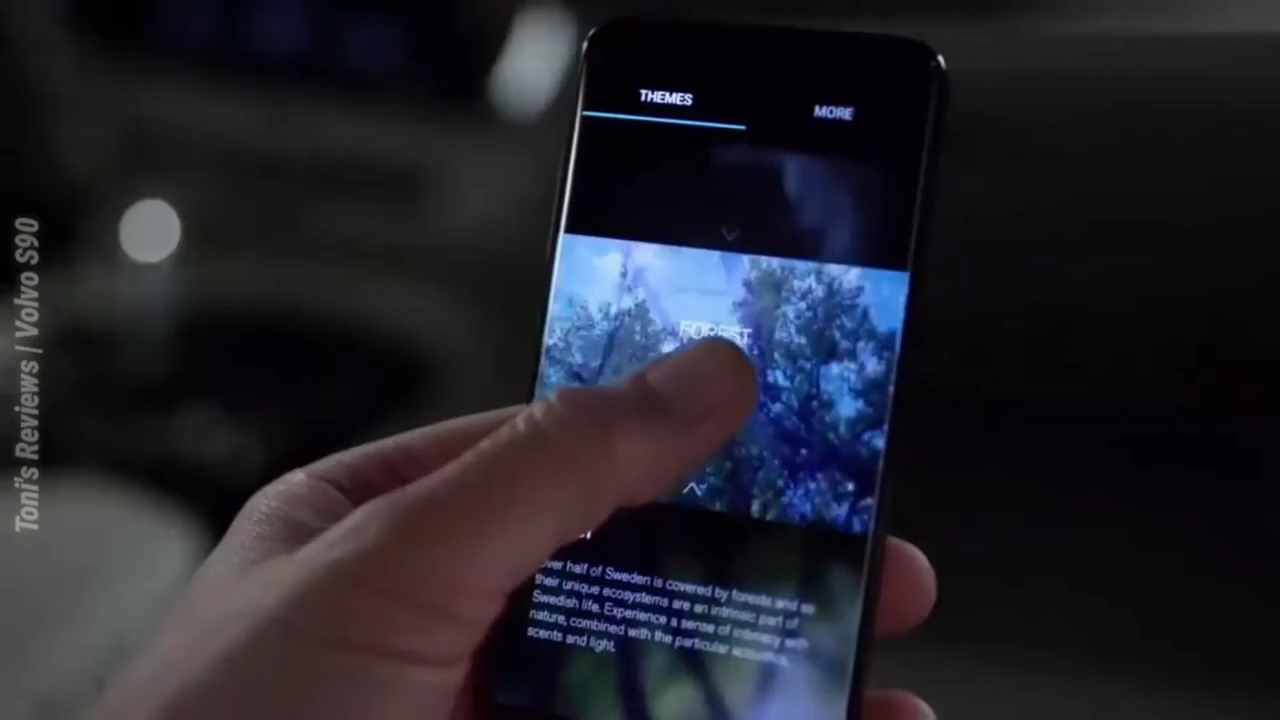 THEMES
MORE
FOREST
over half of Sweden is covered by forests and
their unique ecosystems are an intrinsic part of
Swedish life. Experience a sense of intimacy with
nature, combined with the particular
scents and light.
Toni's Reviews | Volvo S90